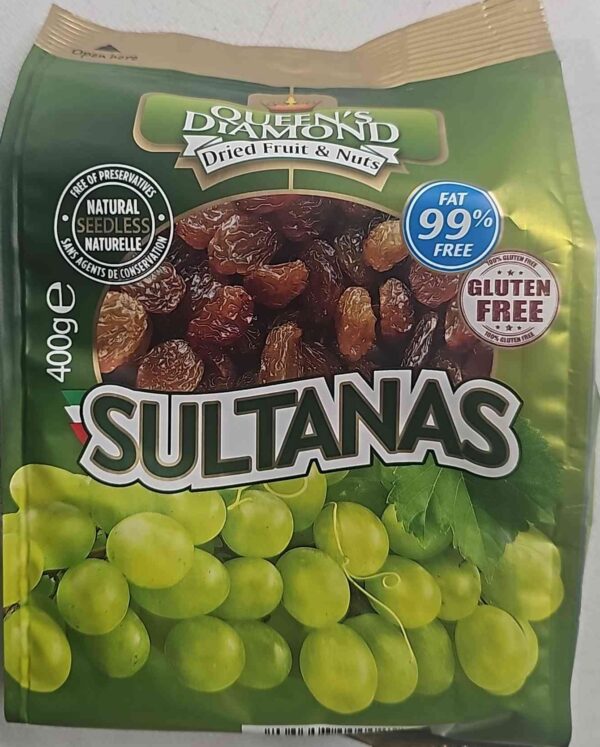 Open here
QUEEN'S
DIAMOND
Dried Fruit & Nuts
FREE OF PRESERVATIVES
NATURAL
SEEDLESS
NATURELLE
SANS AGENTS DE CONSERVATION
FAT
99%
FREE
100% GLUTEN FREE
GLUTEN
FREE
100% GLUTEN FREE
400g e
SULTANAS